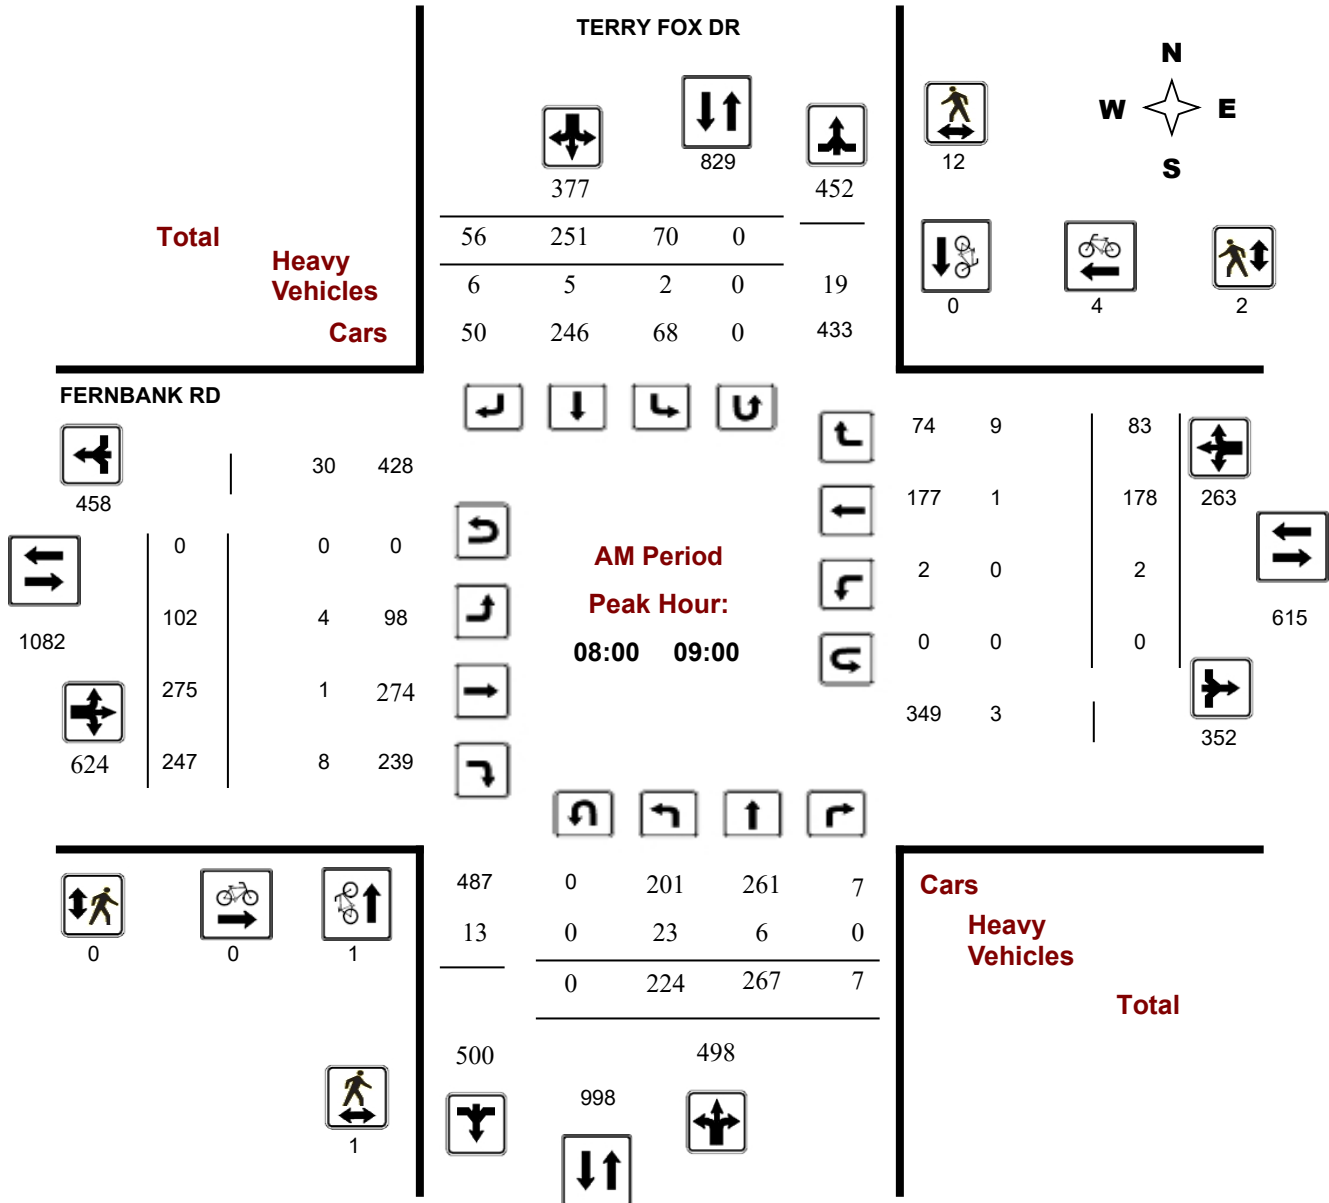 TERRY FOX DR
N
W E
S
829
12
377
452
Total
56 251 70 0
Heavy
Vehicles
6 5 2 0 19
0 4 2
Cars
50 246 68 0 433
FERNBANK RD
74 9 83
30 428
458
177 1 178 263
0 0 0
AM Period
2 0 2
Peak Hour:
102 4 98
615
1082
08:00 09:00
0 0 0
275 1 274
349 3
352
624 247 8 239
487 0 201 261 7
Cars
13 0 23 6 0
Heavy
Vehicles
0 0 1
0 224 267 7
Total
500 498
998
1